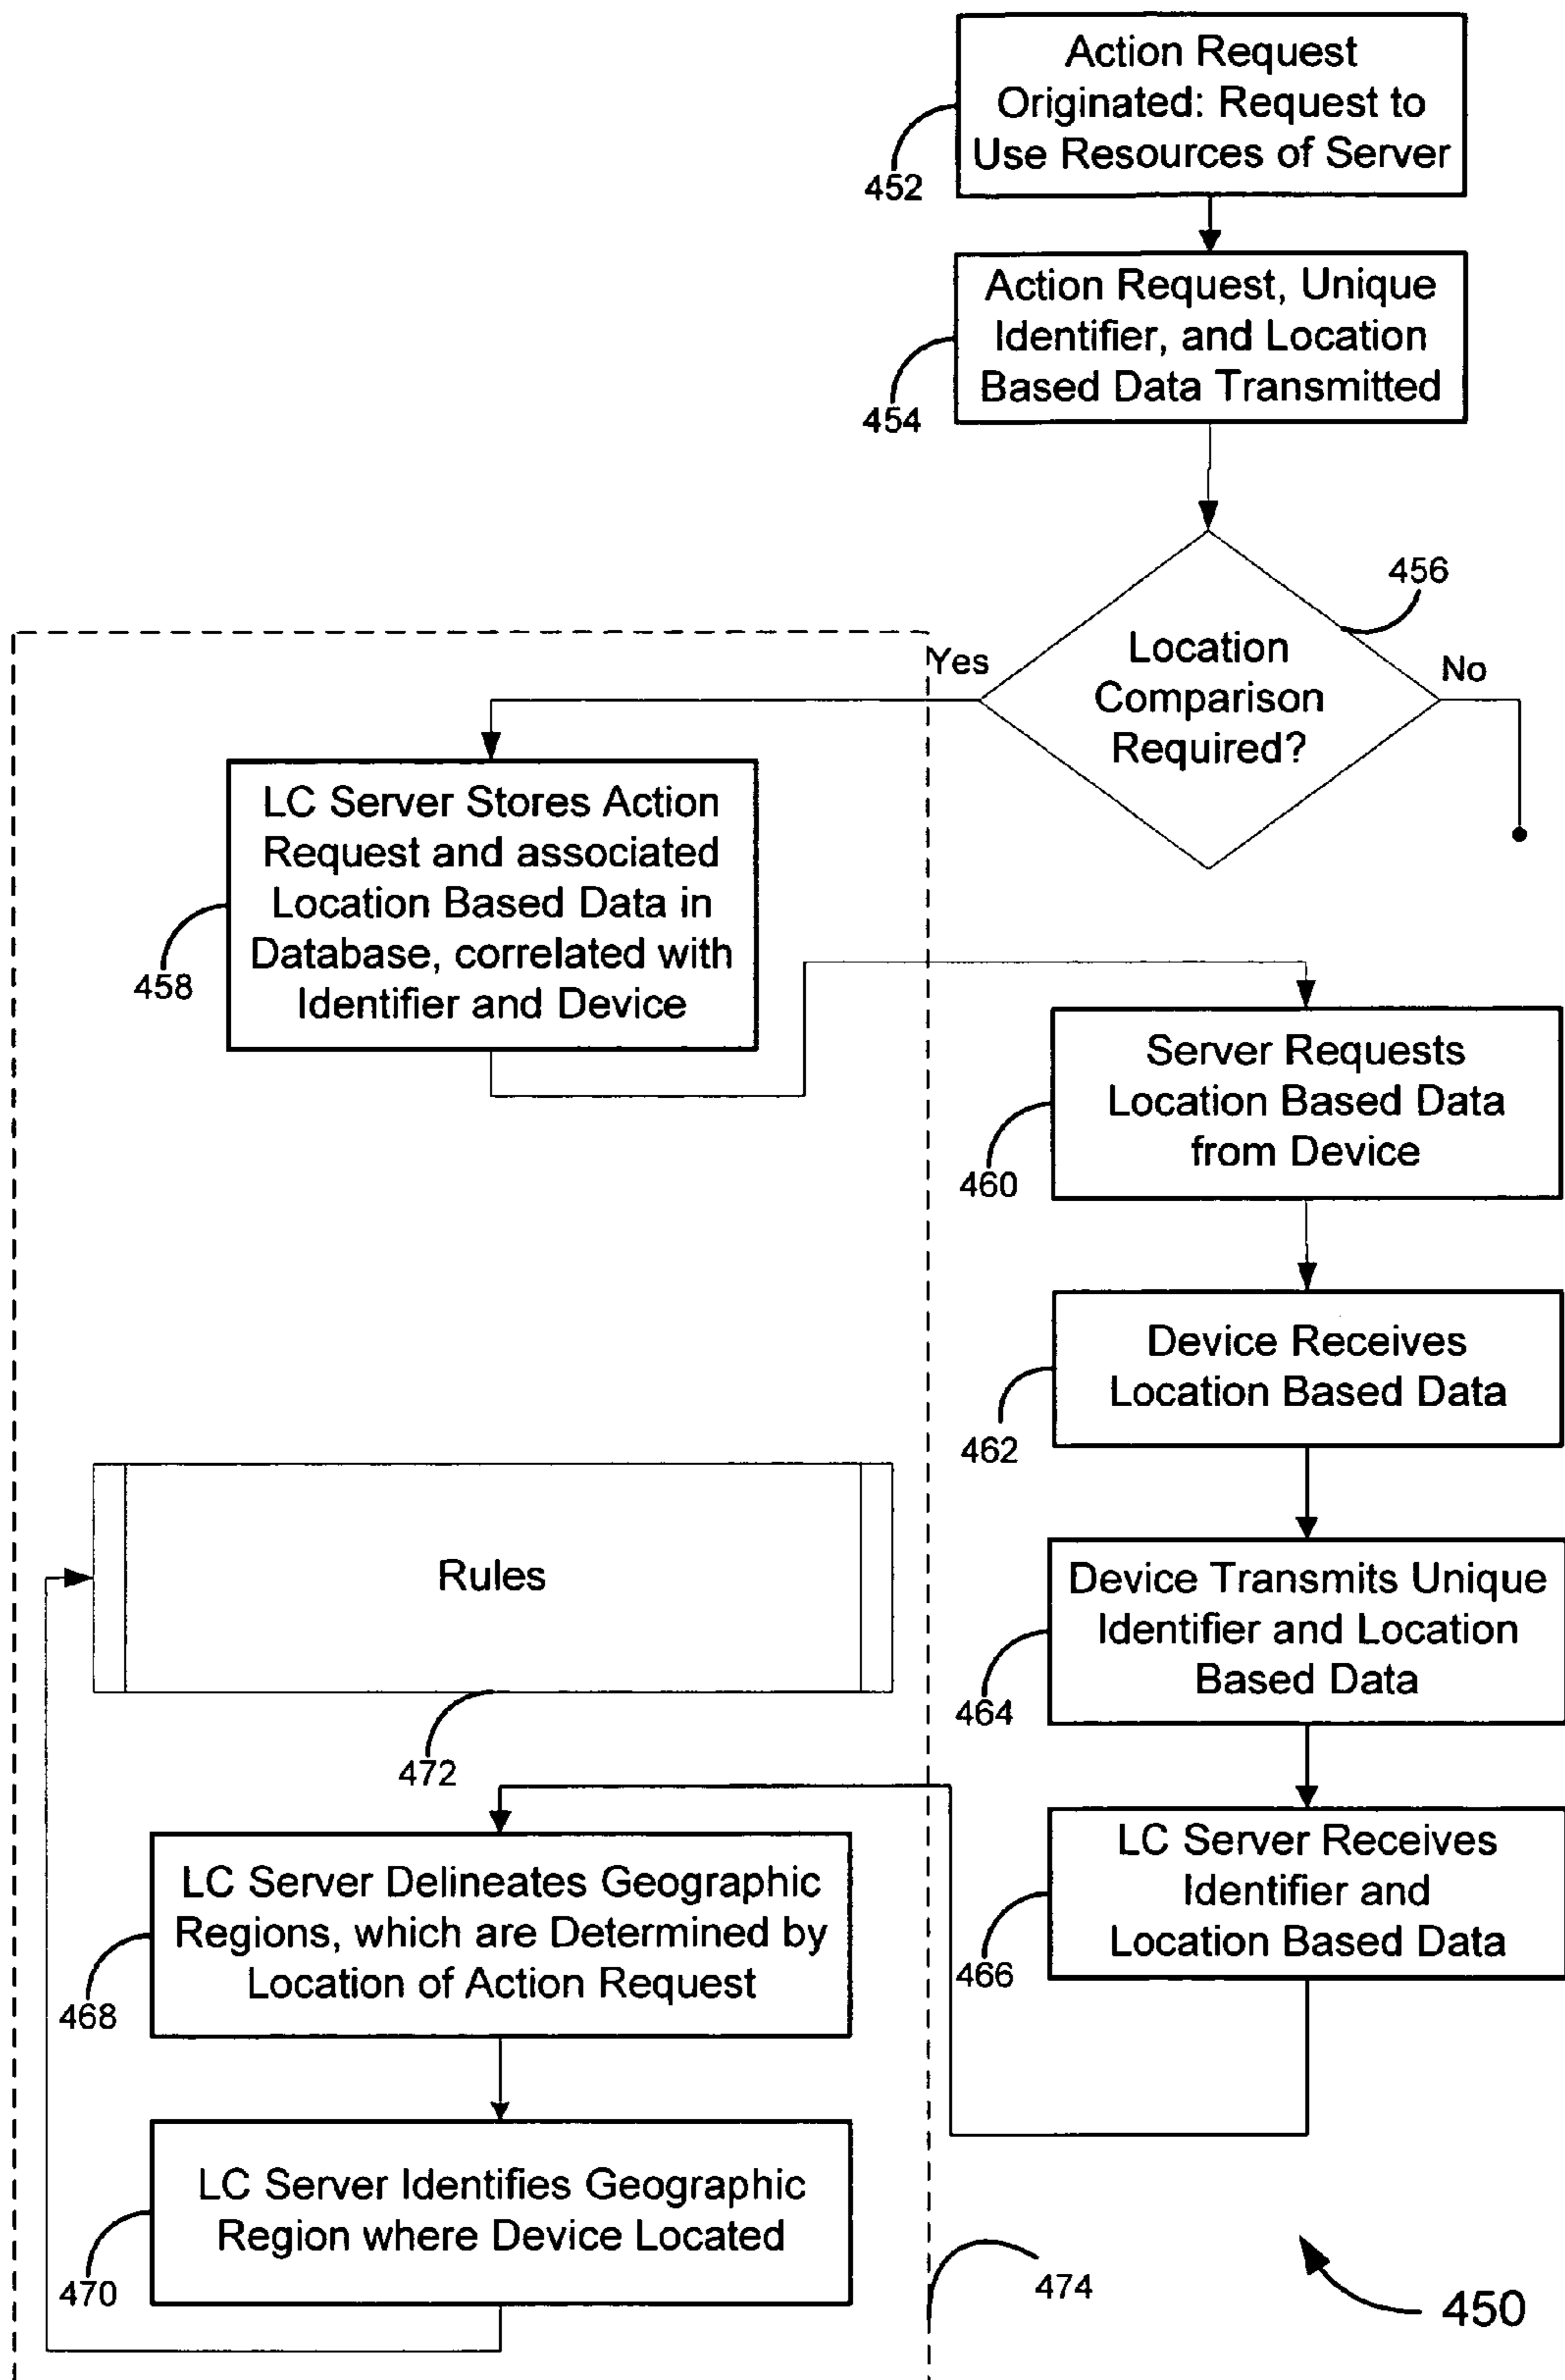 Action Request
Originated: Request to
Use Resources of Server
452
Action Request, Unique
Identifier, and Location
Based Data Transmitted
454
456
Location
Comparison
Required?
Yes
No
LC Server Stores Action
Request and associated
Location Based Data in
Database, correlated with
Identifier and Device
458
Server Requests
Location Based Data
from Device
460
Device Receives
Location Based Data
462
Device Transmits Unique
Identifier and Location
Based Data
464
LC Server Receives
Identifier and
Location Based Data
466
LC Server Delineates Geographic
Regions, which are Determined by
Location of Action Request
468
LC Server Identifies Geographic
Region where Device Located
470
Rules
472
474
450